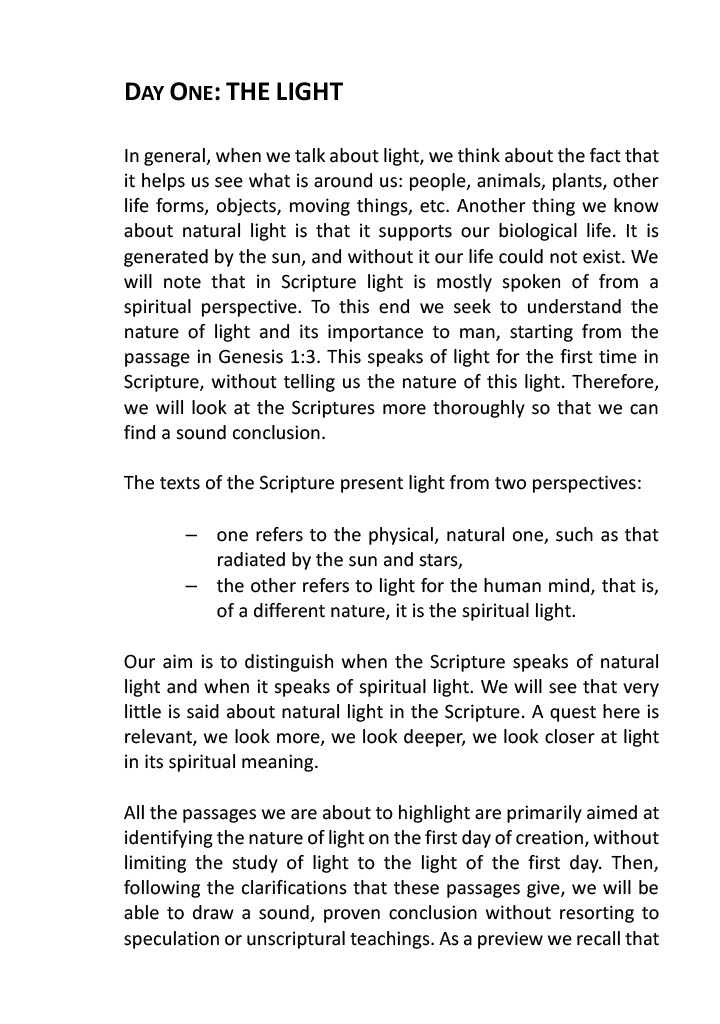 DAY ONE: THE LIGHT
In general, when we talk about light, we think about the fact that
it helps us see what is around us: people, animals, plants, other
life forms, objects, moving things, etc. Another thing we know
about natural light is that it supports our biological life. It is
generated by the sun, and without it our life could not exist. We
will note that in Scripture light is mostly spoken of from a
spiritual perspective. To this end we seek to understand the
nature of light and its importance to man, starting from the
passage in Genesis 1:3. This speaks of light for the first time in
Scripture, without telling us the nature of this light. Therefore,
we will look at the Scriptures more thoroughly so that we can
find a sound conclusion.
The texts of the Scripture present light from two perspectives:
– one refers to the physical, natural one, such as that
radiated by the sun and stars,
– the other refers to light for the human mind, that is,
of a different nature, it is the spiritual light.
Our aim is to distinguish when the Scripture speaks of natural
light and when it speaks of spiritual light. We will see that very
little is said about natural light in the Scripture. A quest here is
relevant, we look more, we look deeper, we look closer at light
in its spiritual meaning.
All the passages we are about to highlight are primarily aimed at
identifying the nature of light on the first day of creation, without
limiting the study of light to the light of the first day. Then,
following the clarifications that these passages give, we will be
able to draw a sound, proven conclusion without resorting to
speculation or unscriptural teachings. As a preview we recall that